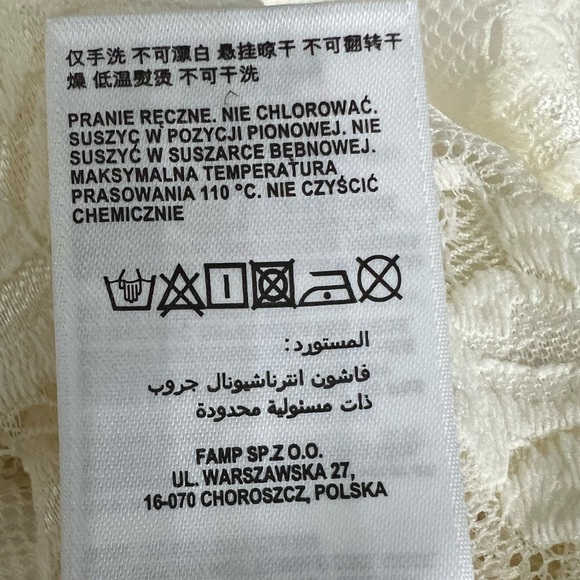 仅手洗 不可漂白 悬挂晾干 不可翻转干
燥 低温熨烫 不可干洗
PRANIE RĘCZNE. NIE CHLOROWAĆ.
SUSZYĆ W POZYCJI PIONOWEJ. NIE
SUSZYĆ W SUSZARCE BĘBNOWEJ.
MAKSYMALNA TEMPERATURA
PRASOWANIA 110 °C. NIE CZYŚCIĆ
CHEMICZNIE
المستورد:
فاشون انترناشيونال جروب
ذات مسئولية محدودة
FAMP SP.Z O.O.
UL. WARSZAWSKA 27,
16-070 CHOROSZCZ, POLSKA